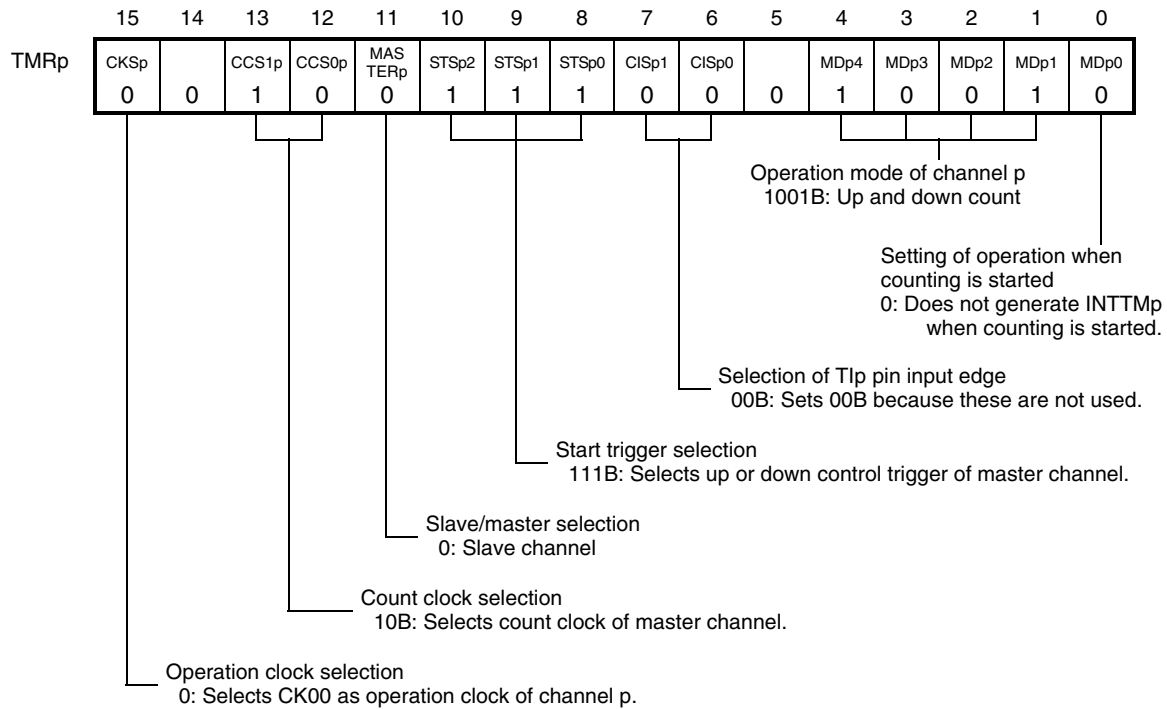 15 14 13 12 11 10 9 8 7 6 5 4 3 2 1 0
TMRp CKSp CCS1p CCS0p MAS TERp STSp2 STSp1 STSp0 CISp1 CISp0 MDp4 MDp3 MDp2 MDp1 MDp0
0 0 1 0 0 1 1 1 0 0 0 1 0 0 1 0
Operation mode of channel p
1001B: Up and down count
Setting of operation when
counting is started
0: Does not generate INTTMp
when counting is started.
Selection of TIp pin input edge
00B: Sets 00B because these are not used.
Start trigger selection
111B: Selects up or down control trigger of master channel.
Slave/master selection
0: Slave channel
Count clock selection
10B: Selects count clock of master channel.
Operation clock selection
0: Selects CK00 as operation clock of channel p.